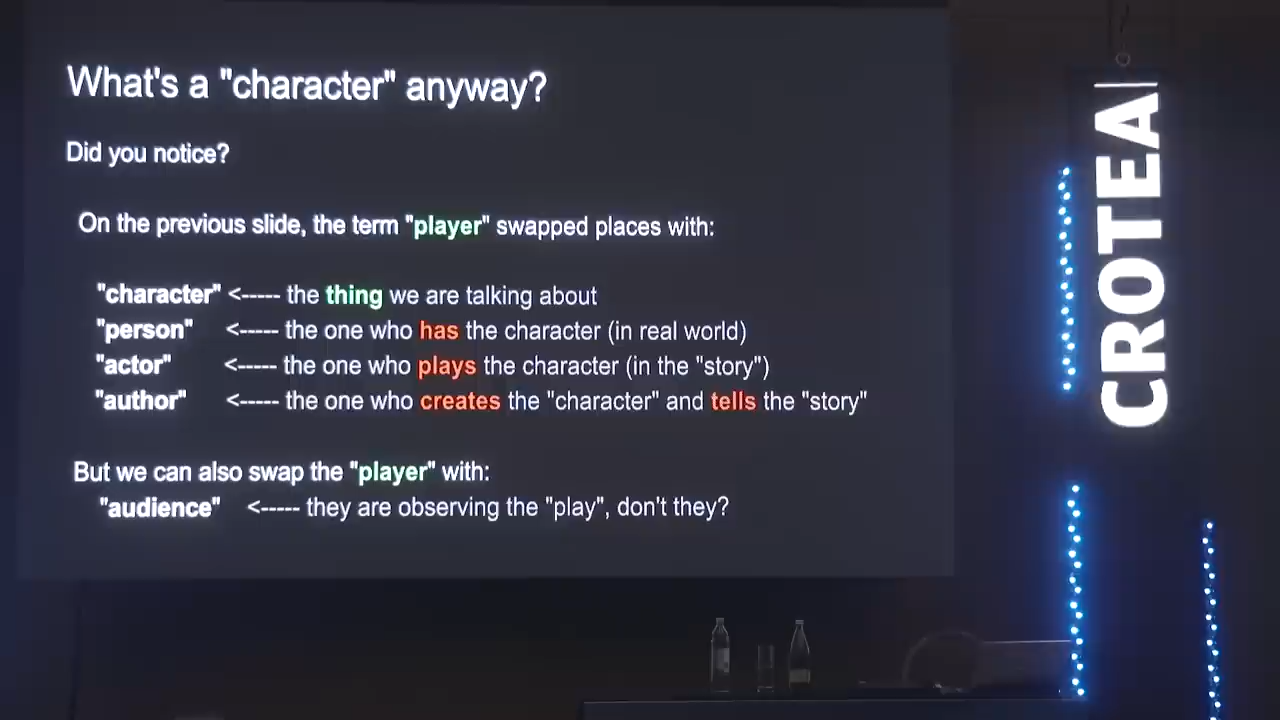 What's a "character" anyway?
Did you notice?
On the previous slide, the term "player" swapped places with:
"character" <----- the thing we are talking about
"person" <----- the one who has the character (in real world)
"actor" <----- the one who plays the character (in the "story")
"author" <----- the one who creates the "character" and tells the "story"
But we can also swap the "player" with:
"audience" <----- they are observing the "play", don't they?
CROTEA